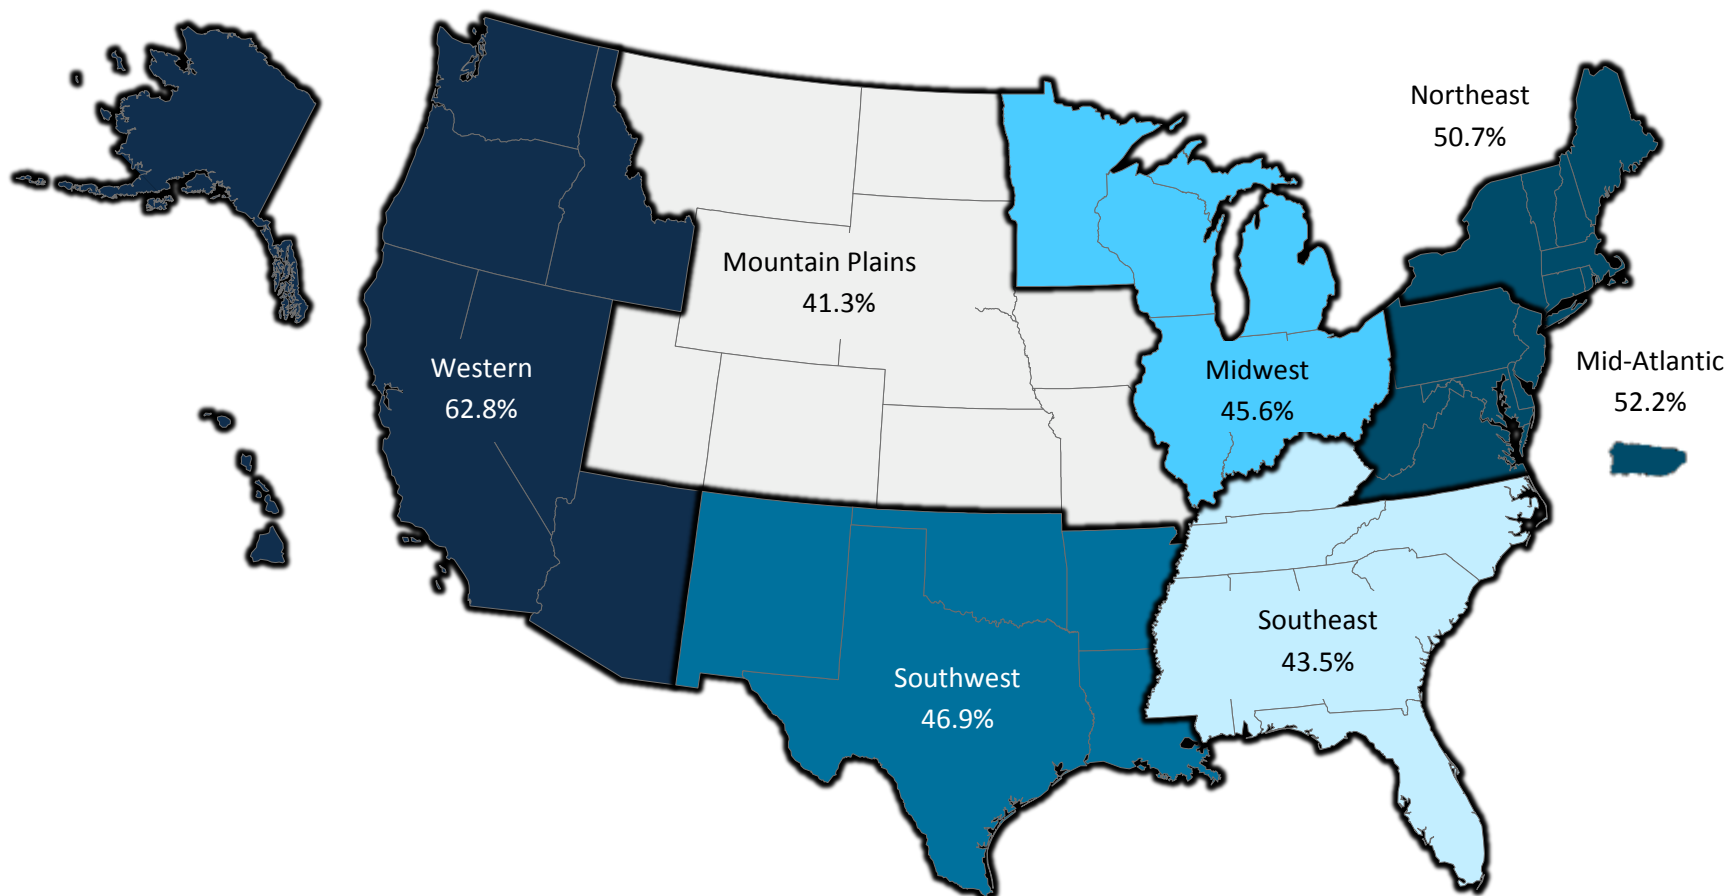 Northeast
50.7%
Mountain Plains
41.3%
Western
62.8%
Midwest
45.6%
Mid-Atlantic
52.2%
Southeast
43.5%
Southwest
46.9%